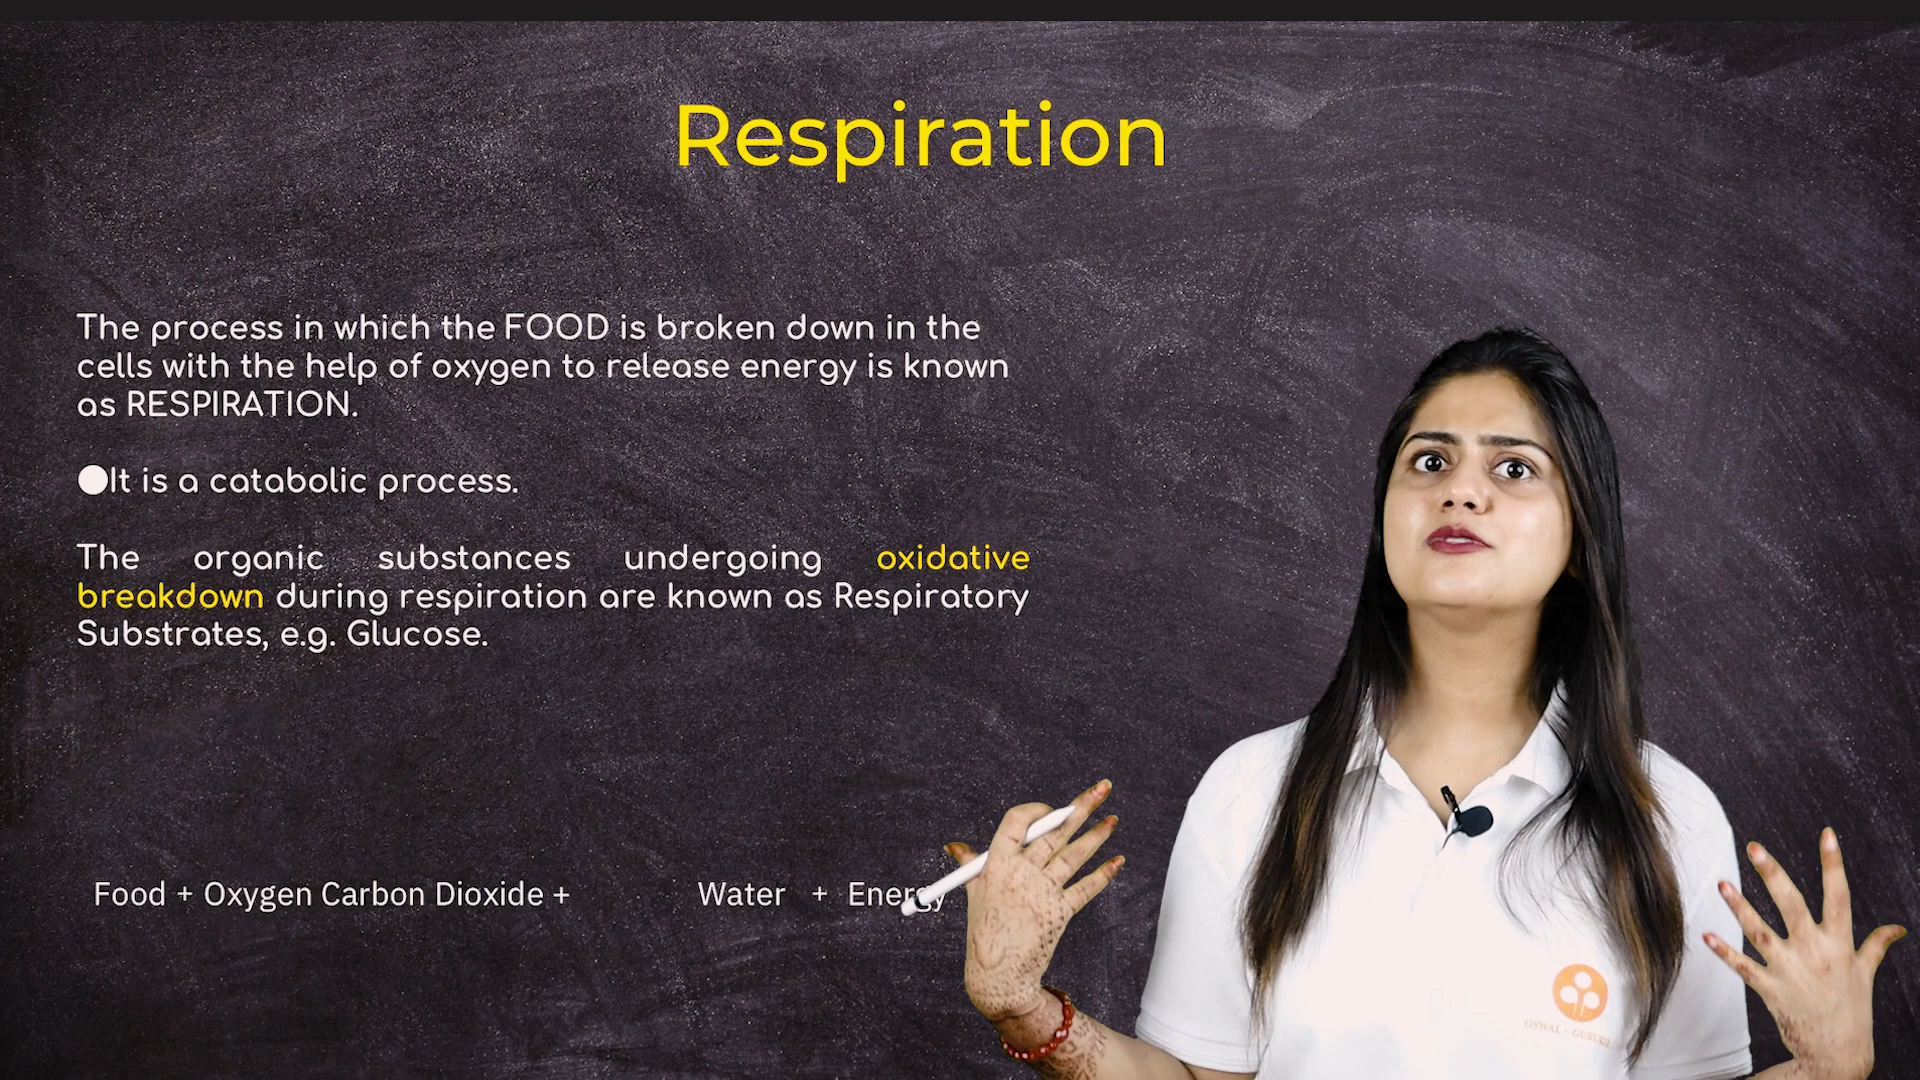 Respiration
The process in which the FOOD is broken down in the
cells with the help of oxygen to release energy is known
as RESPIRATION.
●It is a catabolic process.
The organic substances undergoing oxidative
breakdown during respiration are known as Respiratory
Substrates, e.g. Glucose.
Food + Oxygen Carbon Dioxide + Water + Energy
OSWAL - GURUKUL